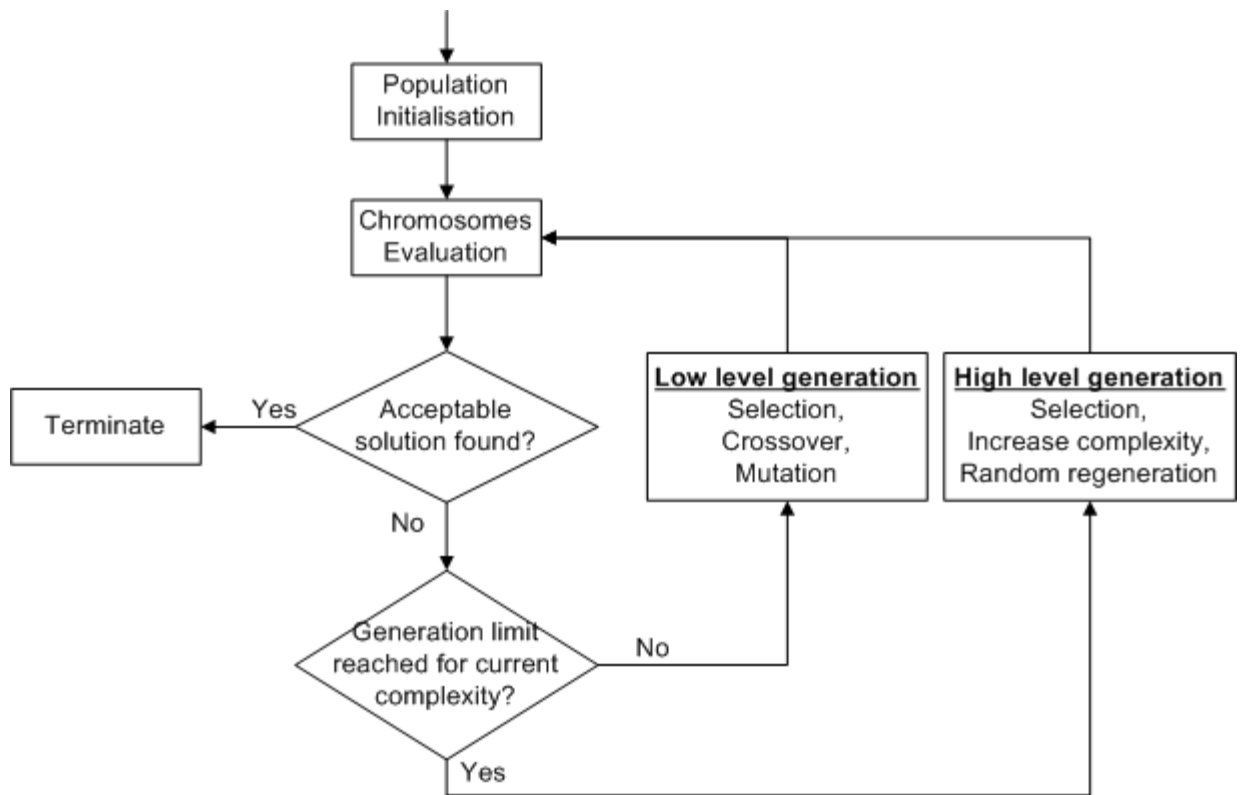 Population
Initialisation
Chromosomes
Evaluation
Acceptable
solution found?
Yes
Terminate
No
Generation limit
reached for current
complexity?
No
Yes
Low level generation
Selection,
Crossover,
Mutation
High level generation
Selection,
Increase complexity,
Random regeneration